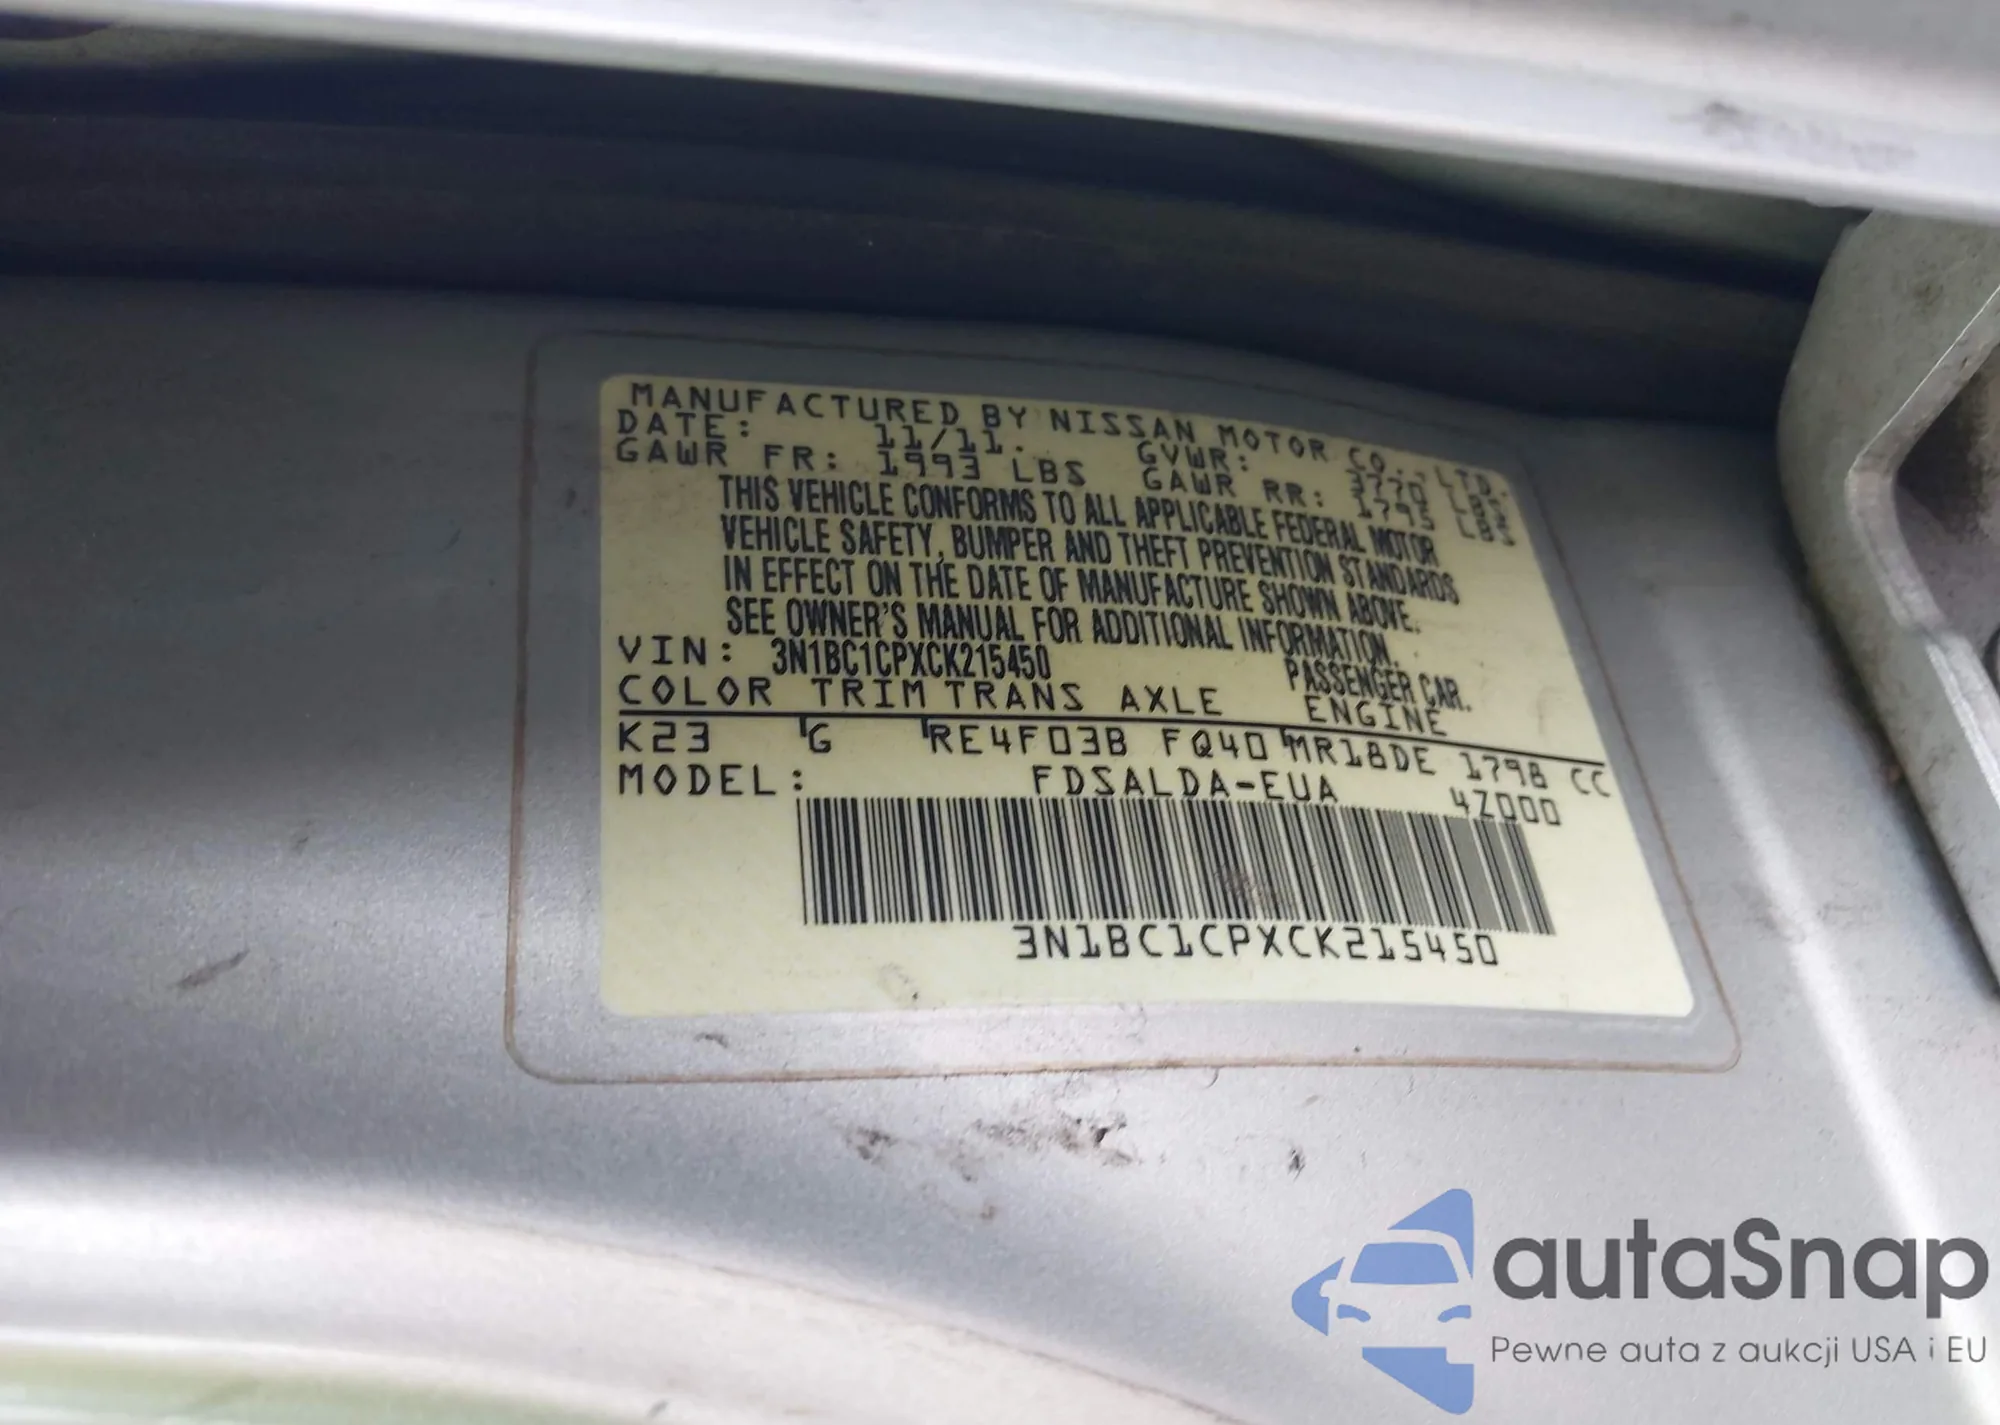 MANUFACTURED BY NISSAN MOTOR CO., LTD.
DATE: 11/11. GVWR: 3770 LBS
GAWR FR: 1993 LBS GAWR RR: 1795 LBS
THIS VEHICLE CONFORMS TO ALL APPLICABLE FEDERAL MOTOR
VEHICLE SAFETY, BUMPER AND THEFT PREVENTION STANDARDS
IN EFFECT ON THE DATE OF MANUFACTURE SHOWN ABOVE.
SEE OWNER'S MANUAL FOR ADDITIONAL INFORMATION.
VIN: 3N1BC1CPXCK215450 PASSENGER CAR.
COLOR TRIM TRANS AXLE ENGINE
K23 G RE4F03B FQ40 MR18DE 1798 CC
MODEL: FDSALDA-EUA 4Z000
3N1BC1CPXCK215450
autaSnap
Pewne auta z aukcji USA i EU